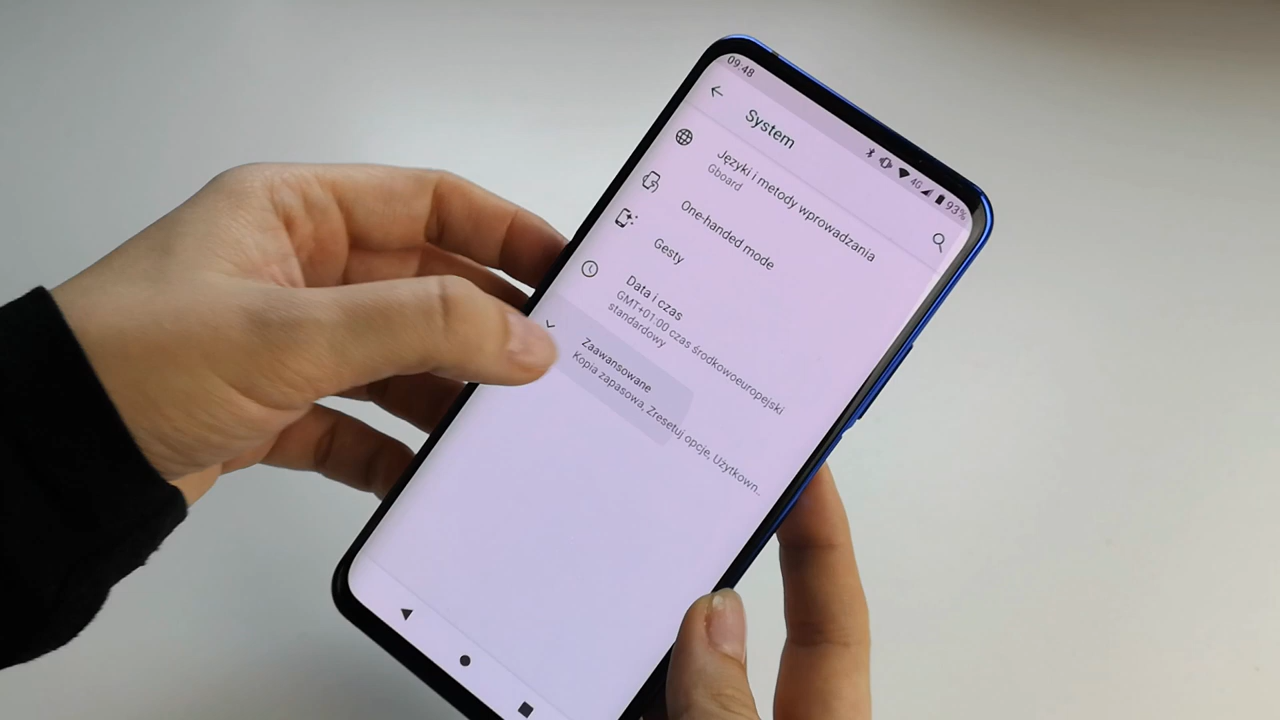 09:48
4G 93%
System
Języki i metody wprowadzania
Gboard
One-handed mode
Gesty
Data i czas
GMT+01:00 czas środkowoeuropejski
standardowy
Zaawansowane
Kopia zapasowa, Zresetuj opcje, Użytkown…